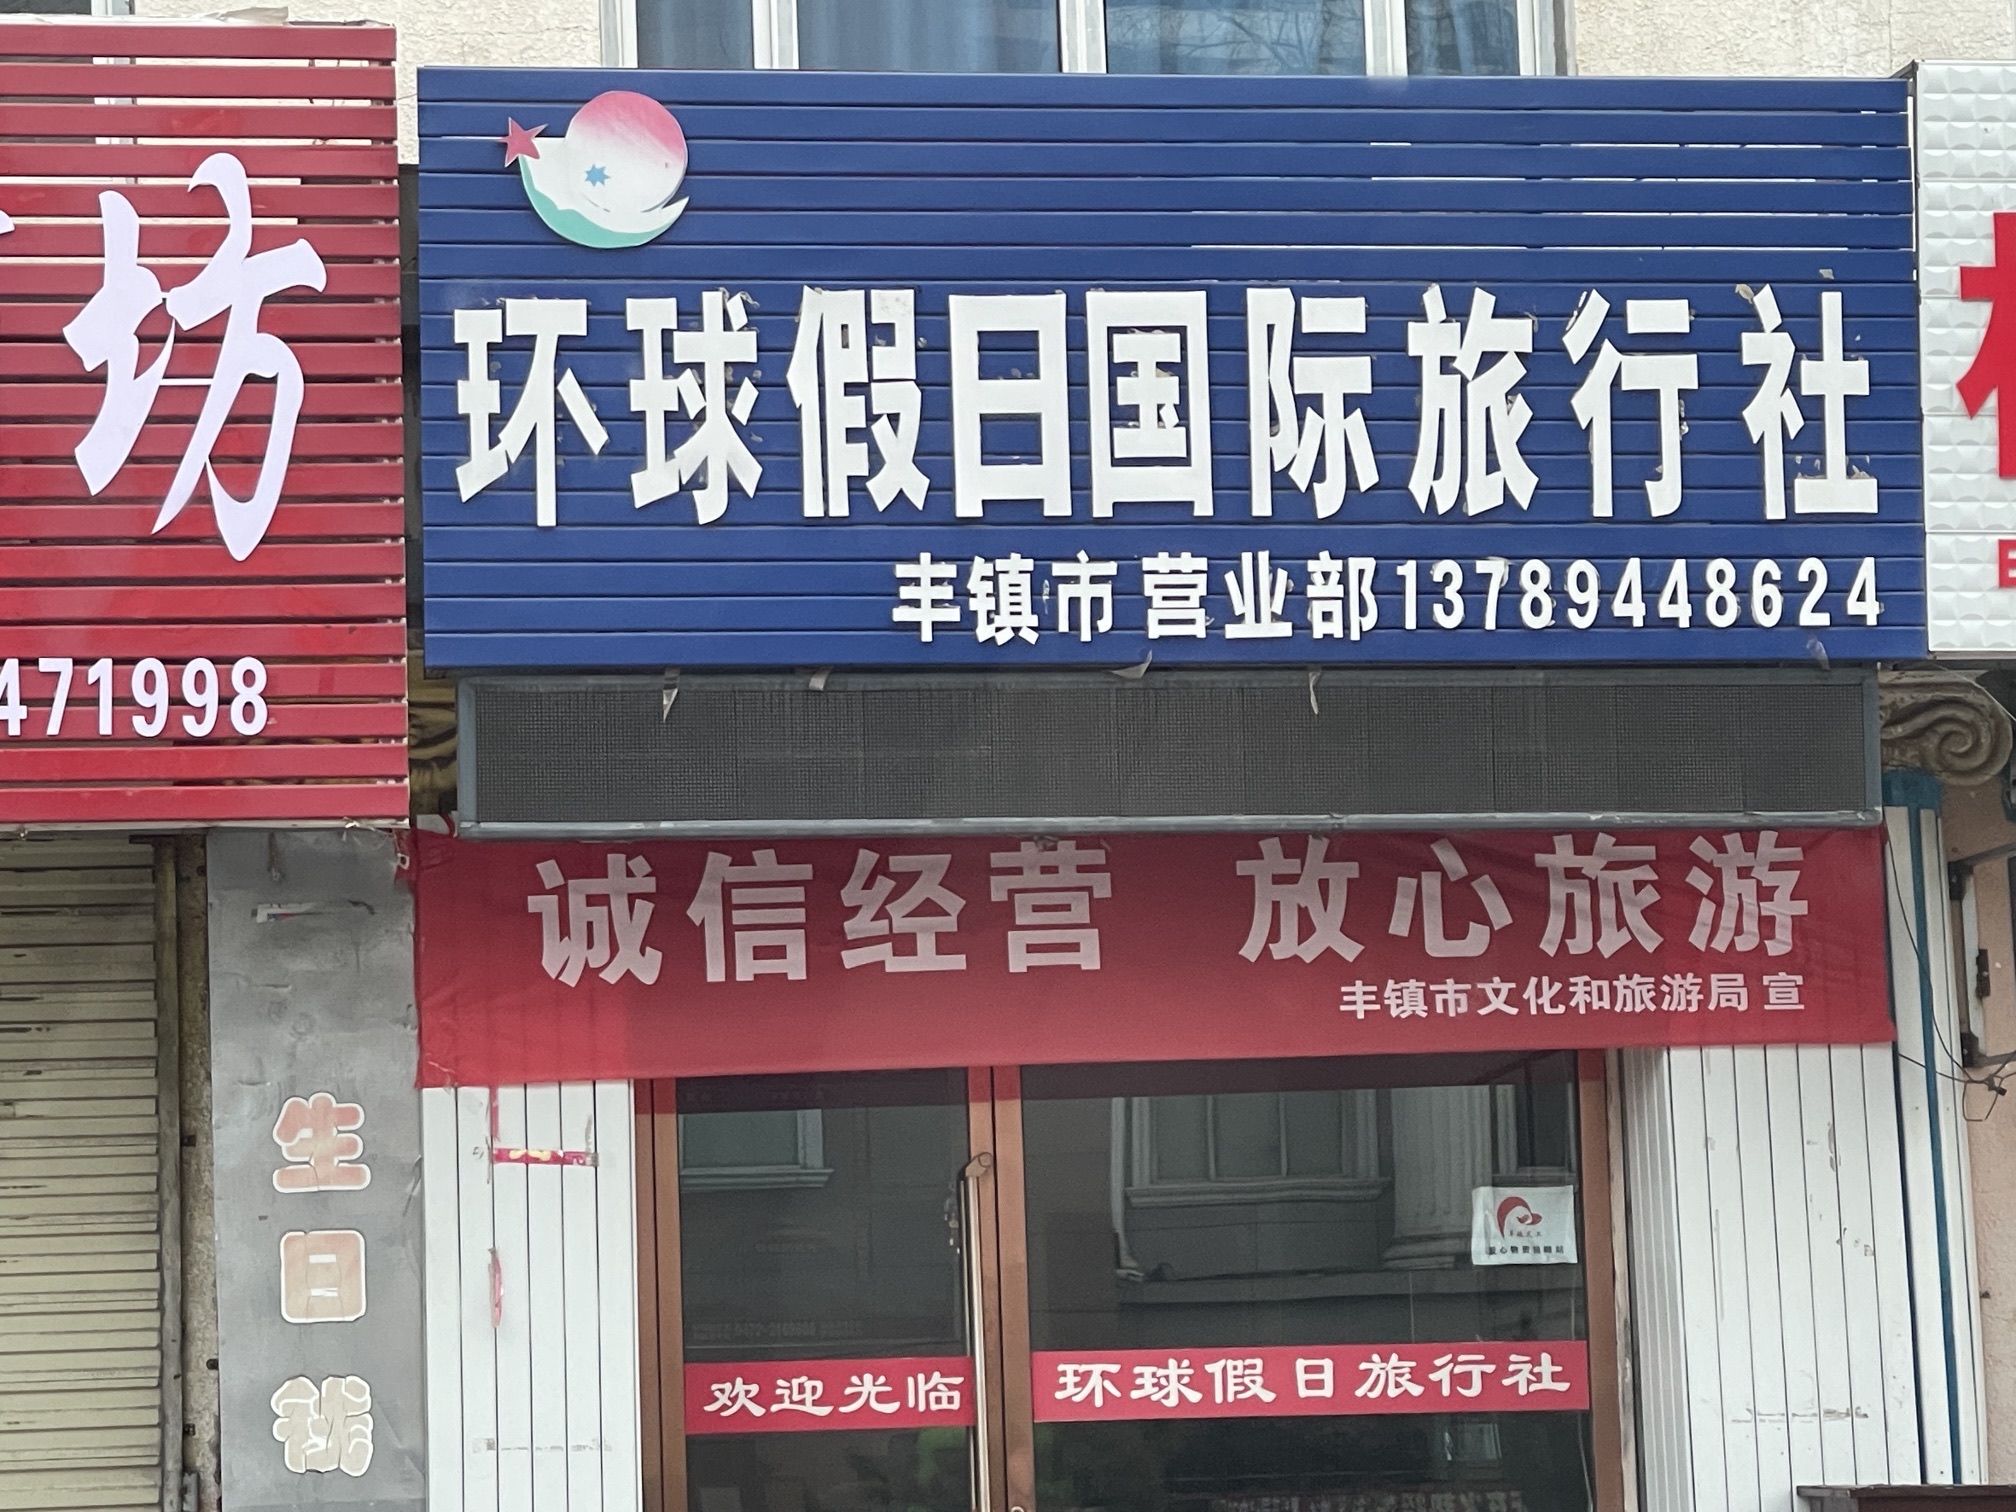 坊
471998
环球假日国际旅行社
丰镇市营业部13789448624
诚信经营 放心旅游
丰镇市文化和旅游局 宣
生日钱
欢迎光临
环球假日旅行社